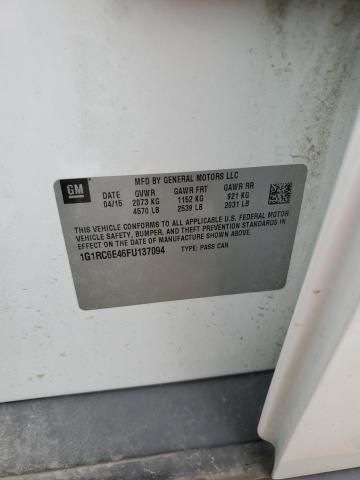 MFD BY GENERAL MOTORS LLC
GM
DATE GVWR GAWR FRT GAWR RR
04/15 2073 KG 1152 KG 921 KG
4570 LB 2539 LB 2031 LB
THIS VEHICLE CONFORMS TO ALL APPLICABLE U.S. FEDERAL MOTOR
VEHICLE SAFETY, BUMPER, AND THEFT PREVENTION STANDARDS IN
EFFECT ON THE DATE OF MANUFACTURE SHOWN ABOVE.
1G1RC6E46FU137094 TYPE: PASS CAR